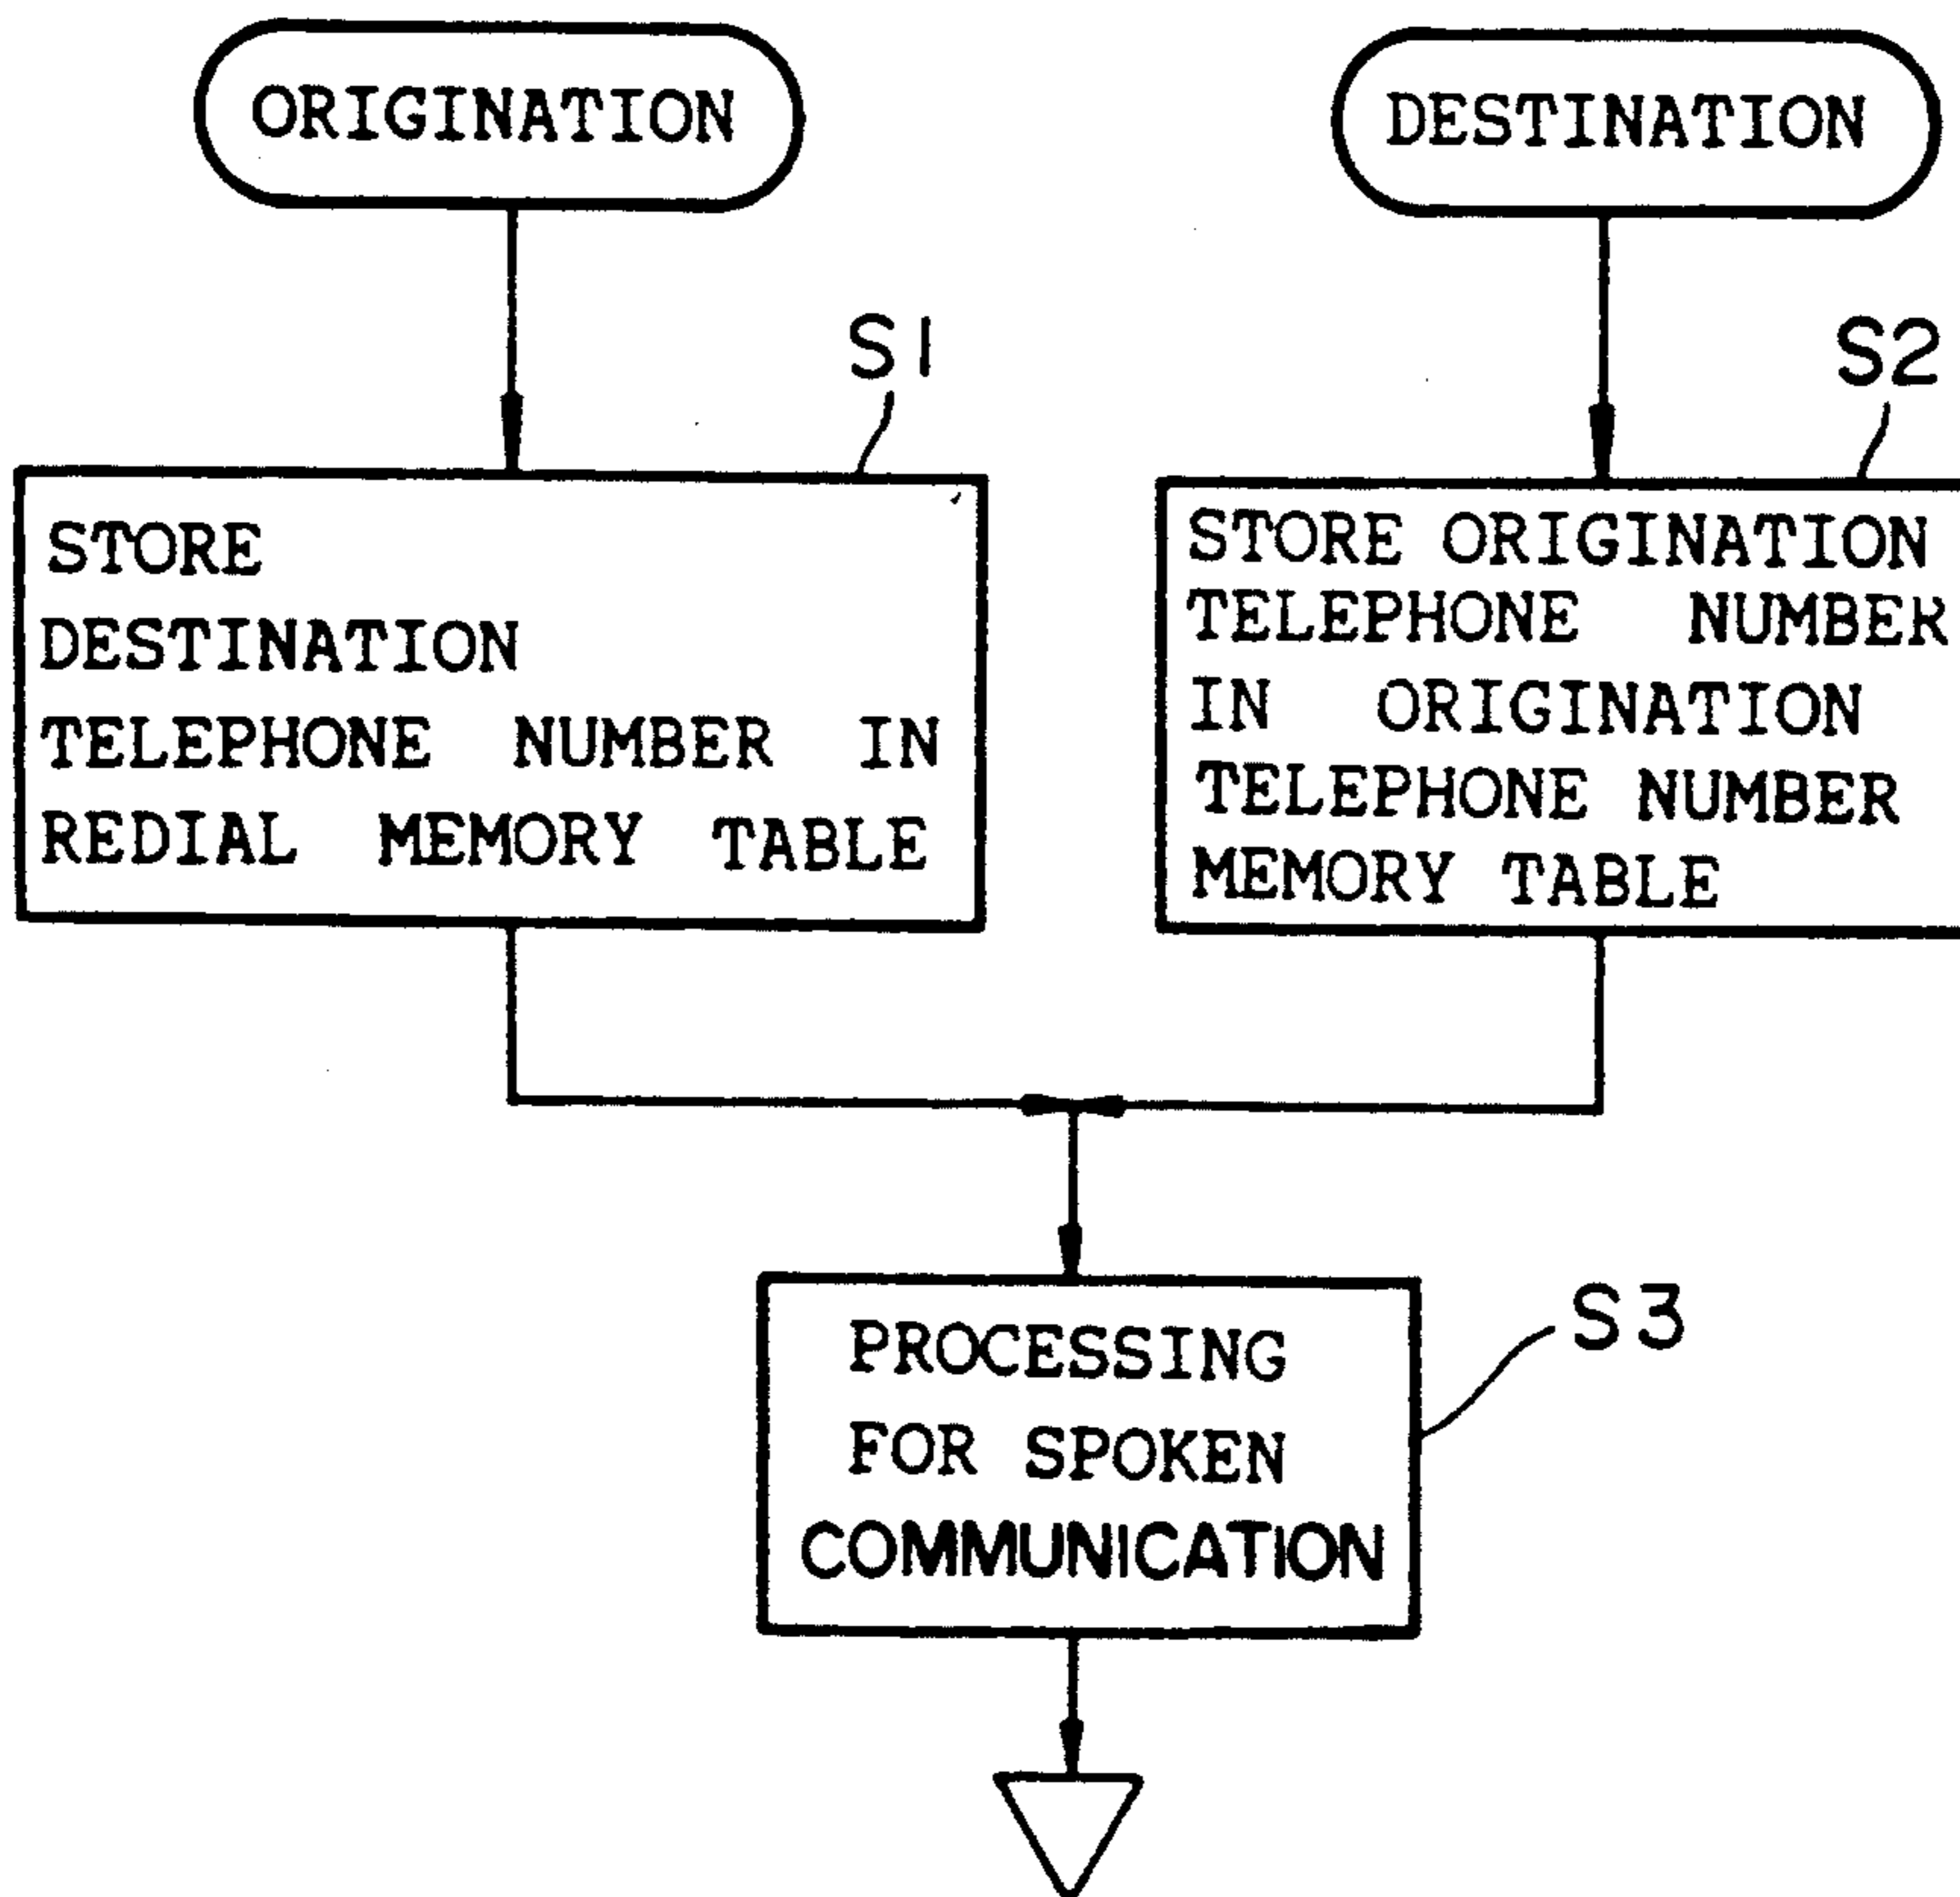 ORIGINATION
DESTINATION
S1
S2
STORE
DESTINATION
TELEPHONE NUMBER IN
REDIAL MEMORY TABLE
STORE ORIGINATION
TELEPHONE NUMBER
IN ORIGINATION
TELEPHONE NUMBER
MEMORY TABLE
PROCESSING
FOR SPOKEN
COMMUNICATION
S3